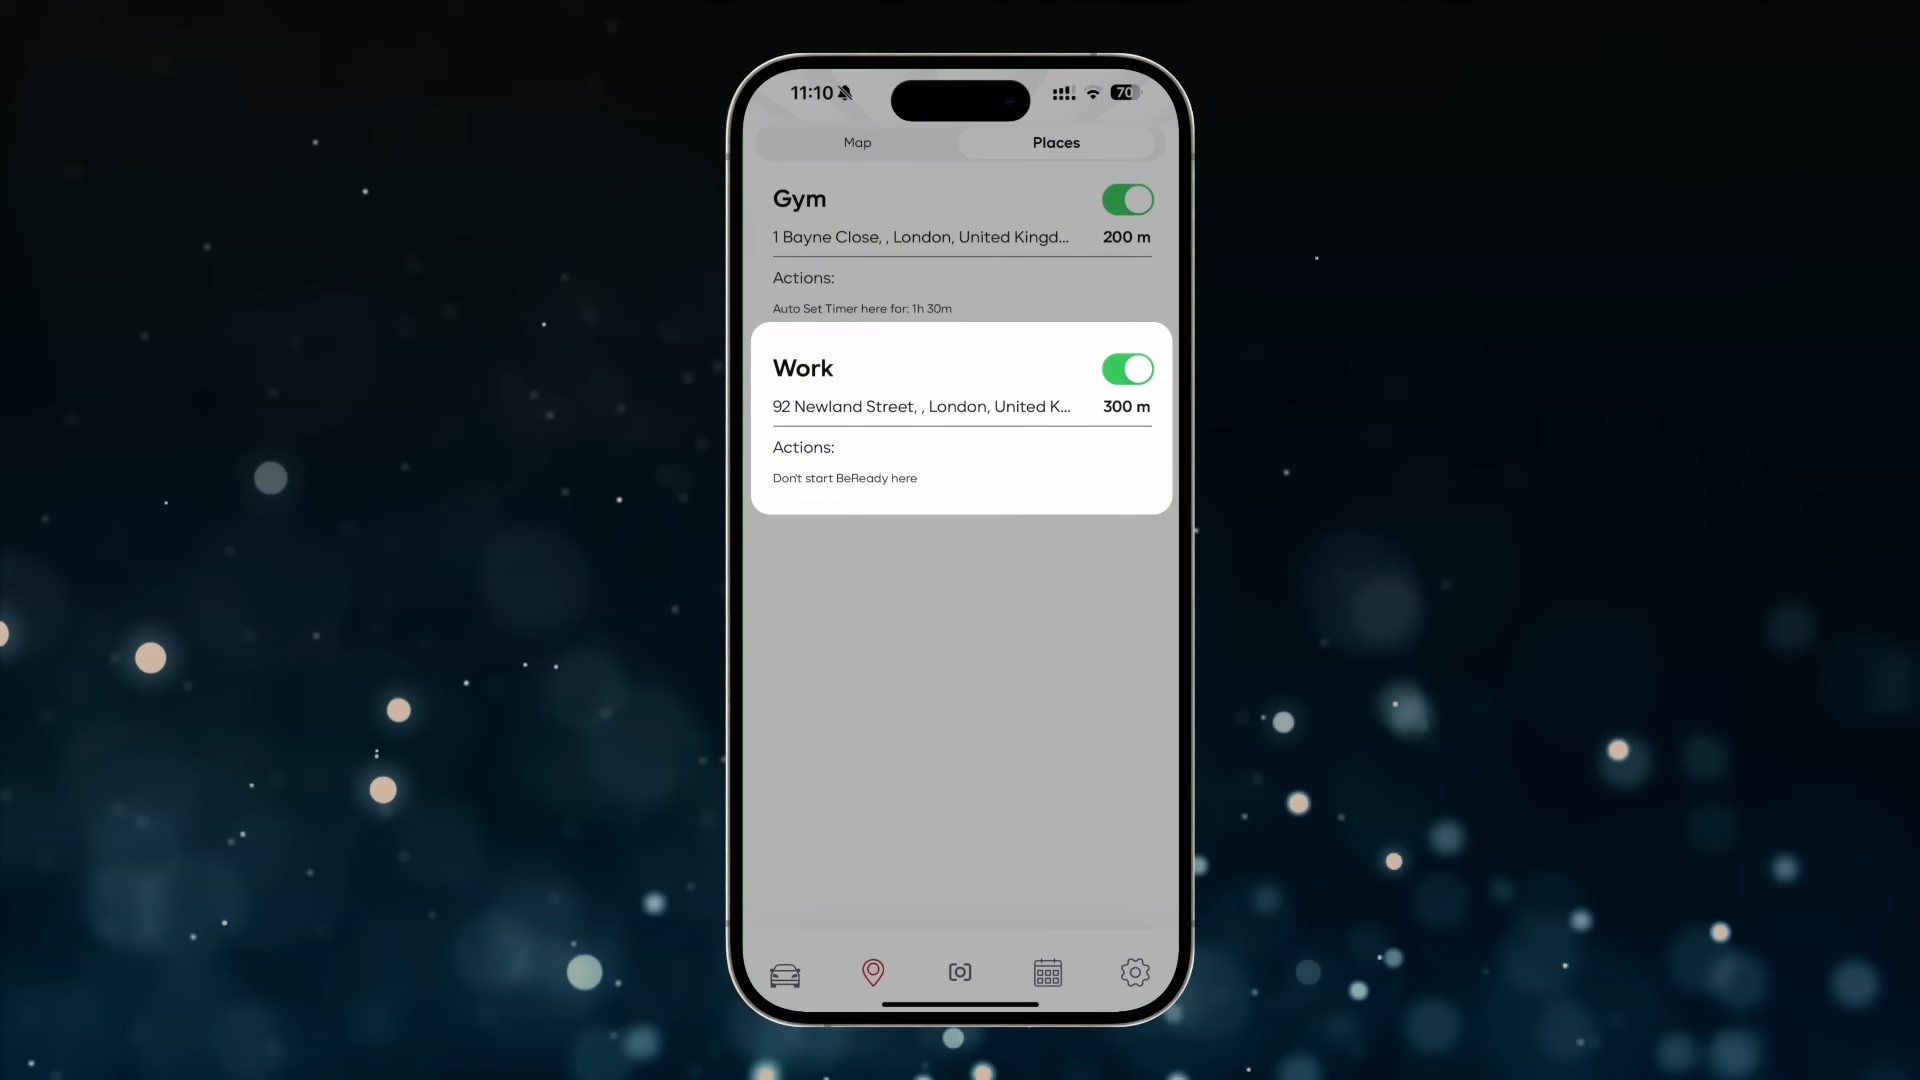 11:10
70
Map
Places
Gym
1 Bayne Close, , London, United Kingd...
200 m
Actions:
Auto Set Timer here for: 1h 30m
Work
92 Newland Street, , London, United K...
300 m
Actions:
Don't start BeReady here